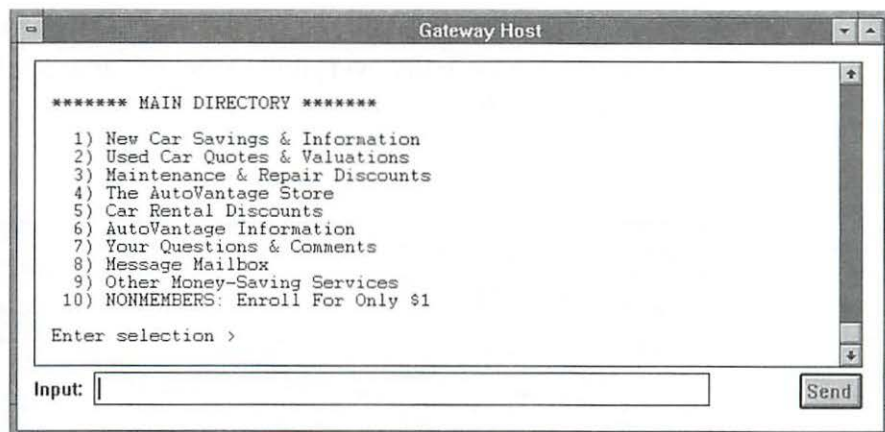 Gateway Host
******* MAIN DIRECTORY *******
1) New Car Savings & Information
2) Used Car Quotes & Valuations
3) Maintenance & Repair Discounts
4) The AutoVantage Store
5) Car Rental Discounts
6) AutoVantage Information
7) Your Questions & Comments
8) Message Mailbox
9) Other Money-Saving Services
10) NONMEMBERS: Enroll For Only $1
Enter selection >
Input:
Send